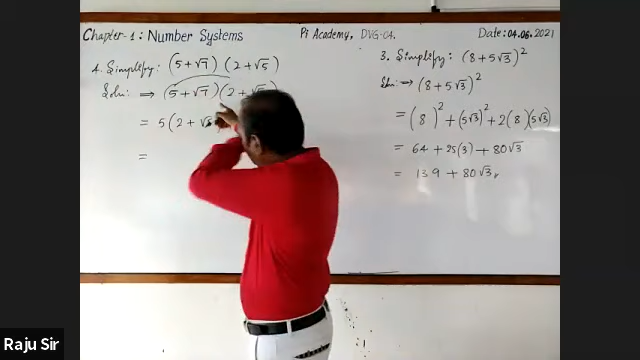 Chapter-1: Number Systems
Pi Academy, DVG-04.
Date: 04.06.2021
4. Simplify: (5+√7) (2+√5)
Soln: ⟹ (5+√7)(2+√5)
= 5(2+√5
=
3. Simplify: (8+5√3)²
Soln: ⟹ (8+5√3)²
= (8)² + (5√3)² + 2(8)(5√3)
= 64 + 25(3) + 80√3
= 139 + 80√3
Raju Sir